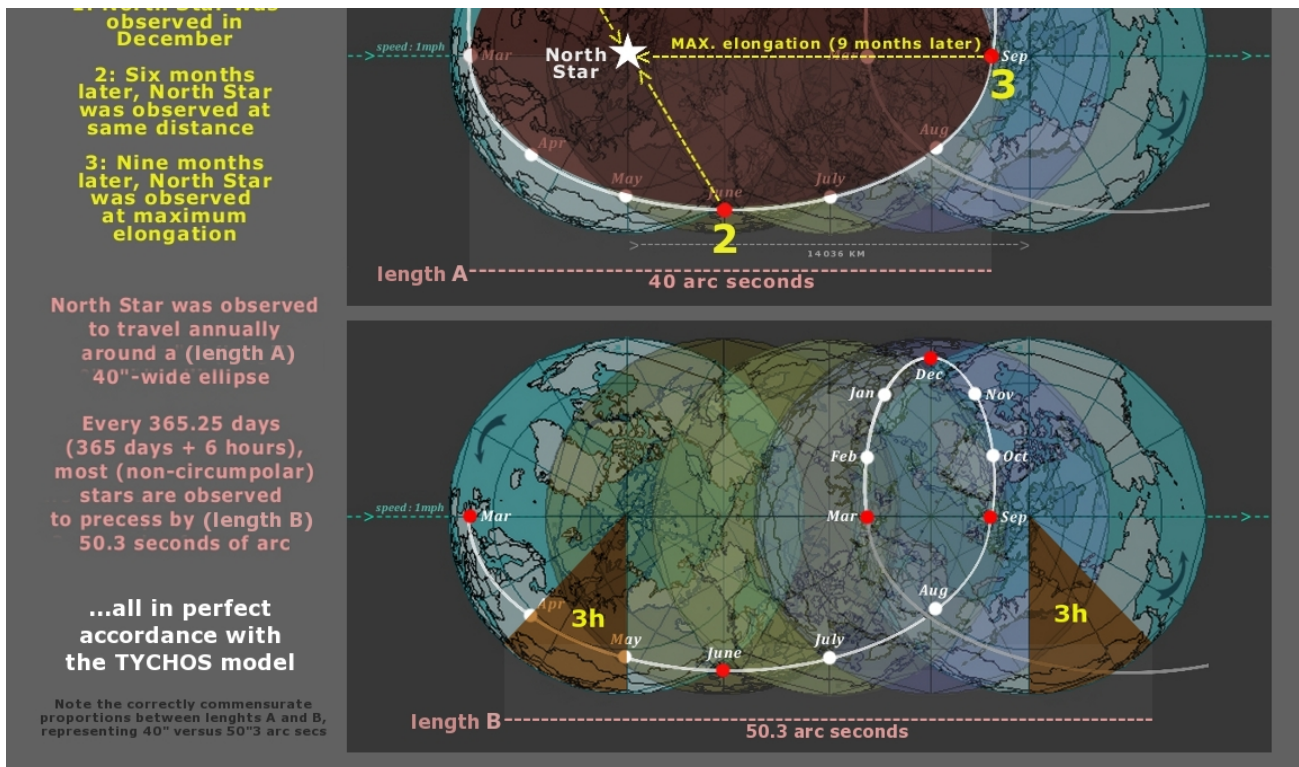 1: North Star was
observed in
December
2: Six months
later, North Star
was observed at
same distance
3: Nine months
later, North Star
was observed
at maximum
elongation
North Star was observed
to travel annually
around a (length A)
40"-wide ellipse
Every 365.25 days
(365 days + 6 hours),
most (non-circumpolar)
stars are observed
to precess by (length B)
50.3 seconds of arc
...all in perfect
accordance with
the TYCHOS model
Note the correctly commensurate
proportions between lenghts A and B,
representing 40" versus 50"3 arc secs
speed: 1mph
Mar
North
Star
MAX. elongation (9 months later)
Mar
Sep
3
Apr
Aug
May
June
July
2
14036 KM
length A
40 arc seconds
Dec
Jan
Nov
Feb
Oct
speed: 1mph
Mar
Mar
Sep
Apr
3h
Aug
3h
May
June
July
length B
50.3 arc seconds